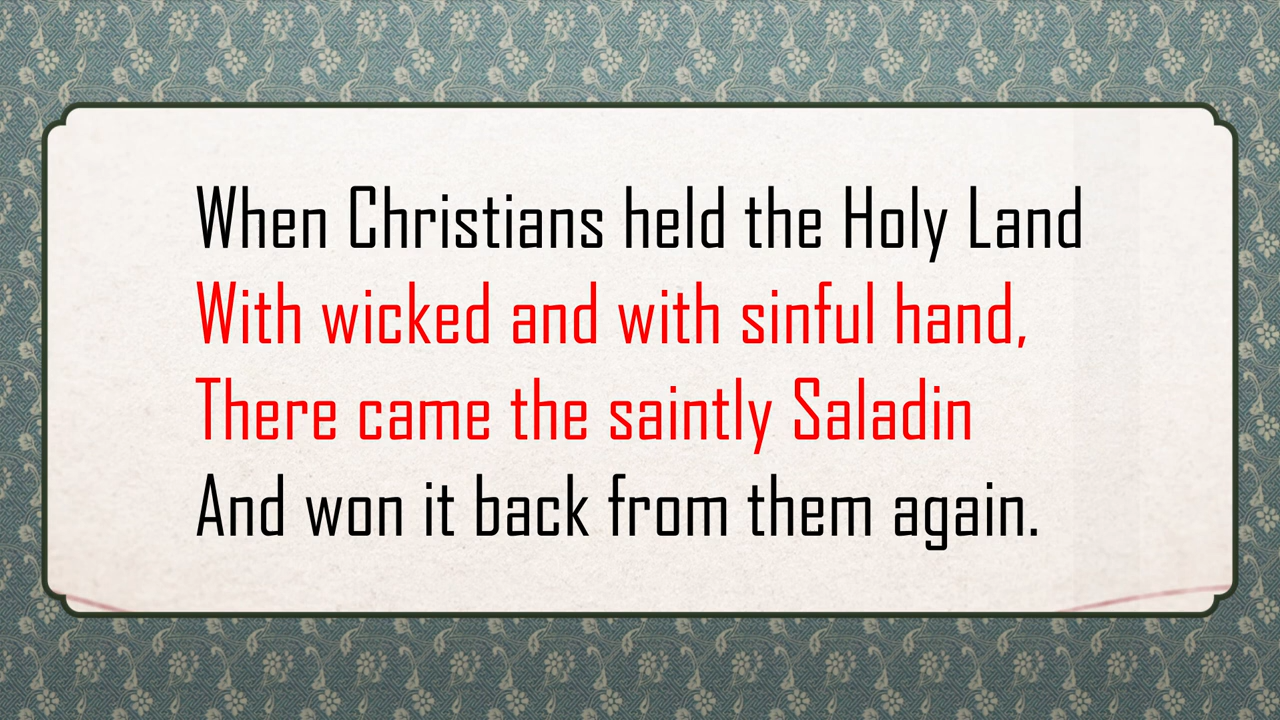 When Christians held the Holy Land
With wicked and with sinful hand,
There came the saintly Saladin
And won it back from them again.